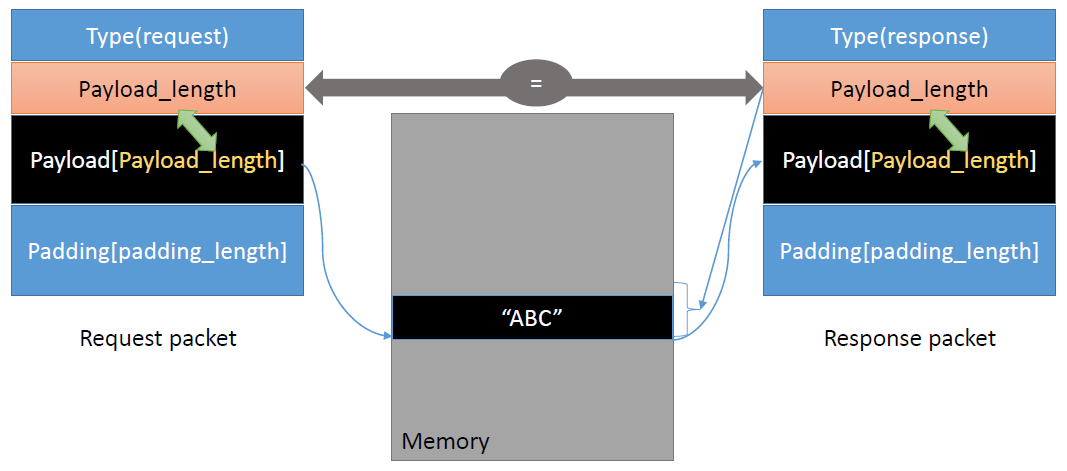 Type(request)
Payload_length
Payload[Payload_length]
Padding[padding_length]
Request packet
=
“ABC”
Memory
Type(response)
Payload_length
Payload[Payload_length]
Padding[padding_length]
Response packet